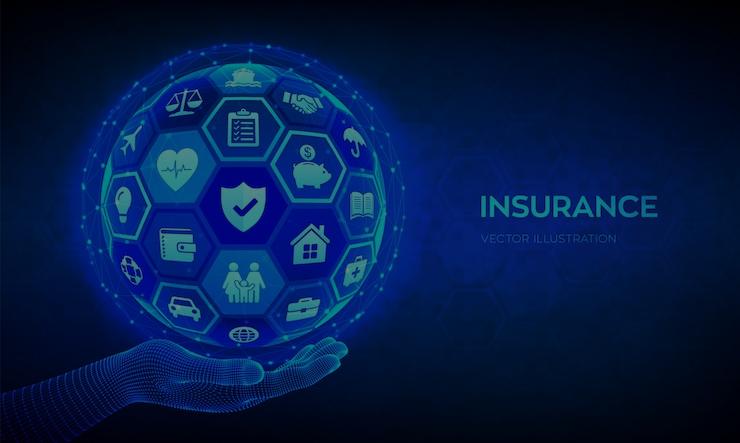 INSURANCE
VECTOR ILLUSTRATION
$